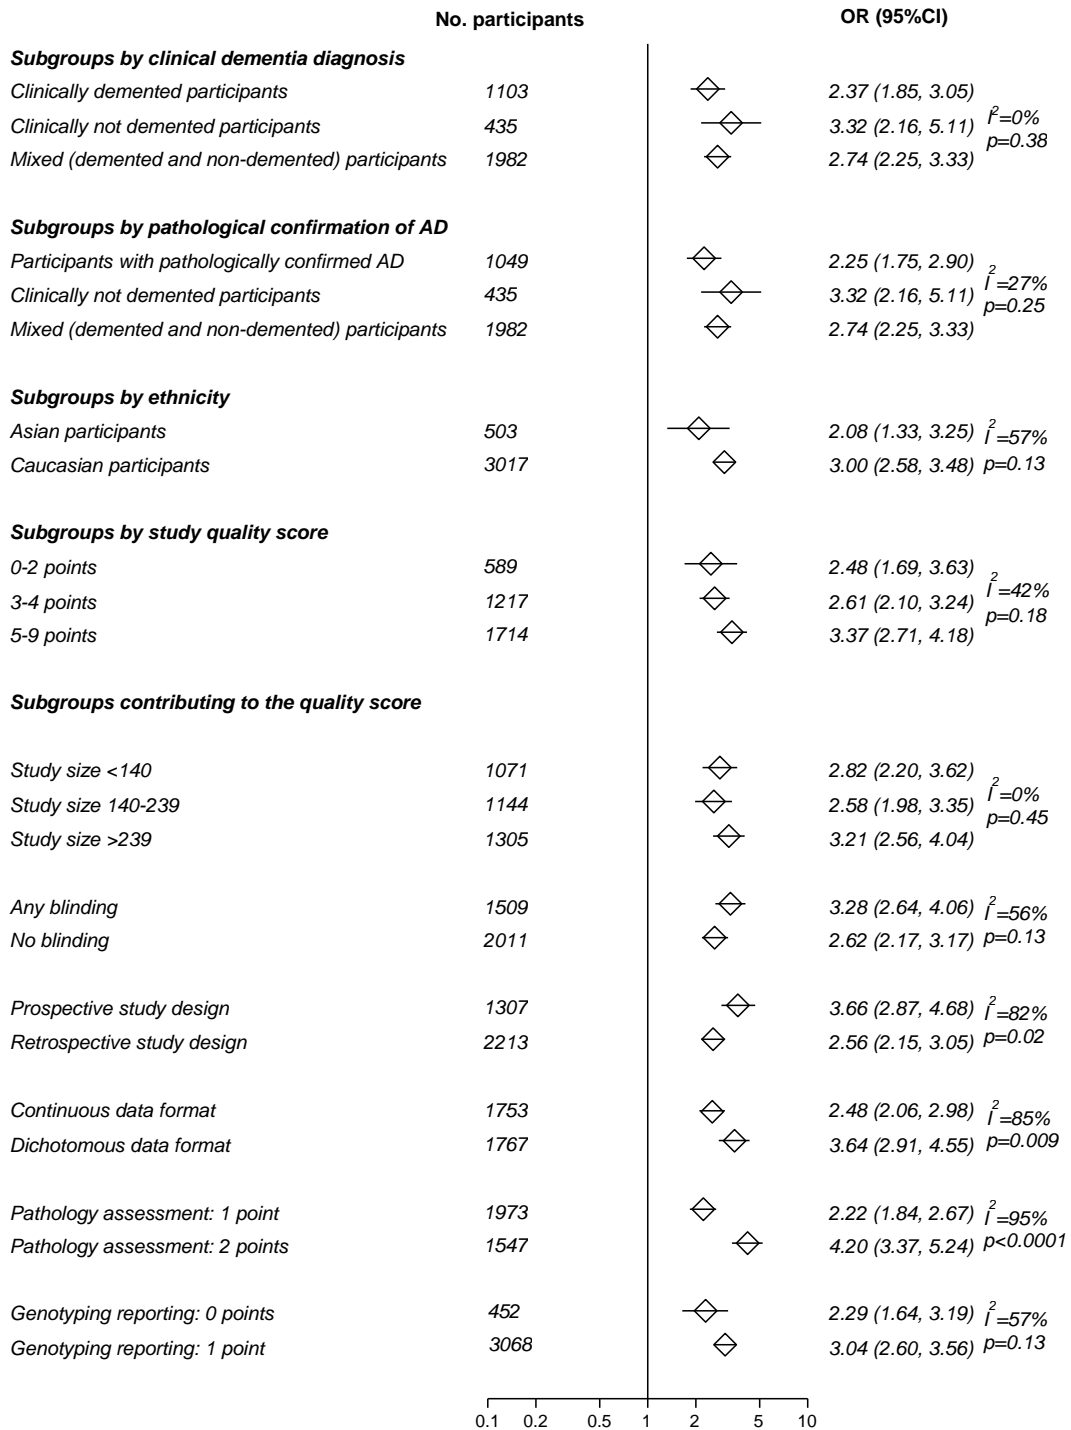 No. participants OR (95%CI)
Subgroups by clinical dementia diagnosis
Clinically demented participants 1103 2.37 (1.85, 3.05)
Clinically not demented participants 435 3.32 (2.16, 5.11) I²=0%
p=0.38
Mixed (demented and non-demented) participants 1982 2.74 (2.25, 3.33)
Subgroups by pathological confirmation of AD
Participants with pathologically confirmed AD 1049 2.25 (1.75, 2.90)
Clinically not demented participants 435 3.32 (2.16, 5.11) I²=27%
p=0.25
Mixed (demented and non-demented) participants 1982 2.74 (2.25, 3.33)
Subgroups by ethnicity
Asian participants 503 2.08 (1.33, 3.25) I²=57%
Caucasian participants 3017 3.00 (2.58, 3.48) p=0.13
Subgroups by study quality score
0-2 points 589 2.48 (1.69, 3.63)
3-4 points 1217 2.61 (2.10, 3.24) I²=42%
p=0.18
5-9 points 1714 3.37 (2.71, 4.18)
Subgroups contributing to the quality score
Study size <140 1071 2.82 (2.20, 3.62)
Study size 140-239 1144 2.58 (1.98, 3.35) I²=0%
p=0.45
Study size >239 1305 3.21 (2.56, 4.04)
Any blinding 1509 3.28 (2.64, 4.06) I²=56%
No blinding 2011 2.62 (2.17, 3.17) p=0.13
Prospective study design 1307 3.66 (2.87, 4.68) I²=82%
Retrospective study design 2213 2.56 (2.15, 3.05) p=0.02
Continuous data format 1753 2.48 (2.06, 2.98) I²=85%
Dichotomous data format 1767 3.64 (2.91, 4.55) p=0.009
Pathology assessment: 1 point 1973 2.22 (1.84, 2.67) I²=95%
Pathology assessment: 2 points 1547 4.20 (3.37, 5.24) p<0.0001
Genotyping reporting: 0 points 452 2.29 (1.64, 3.19) I²=57%
Genotyping reporting: 1 point 3068 3.04 (2.60, 3.56) p=0.13
0.1 0.2 0.5 1 2 5 10